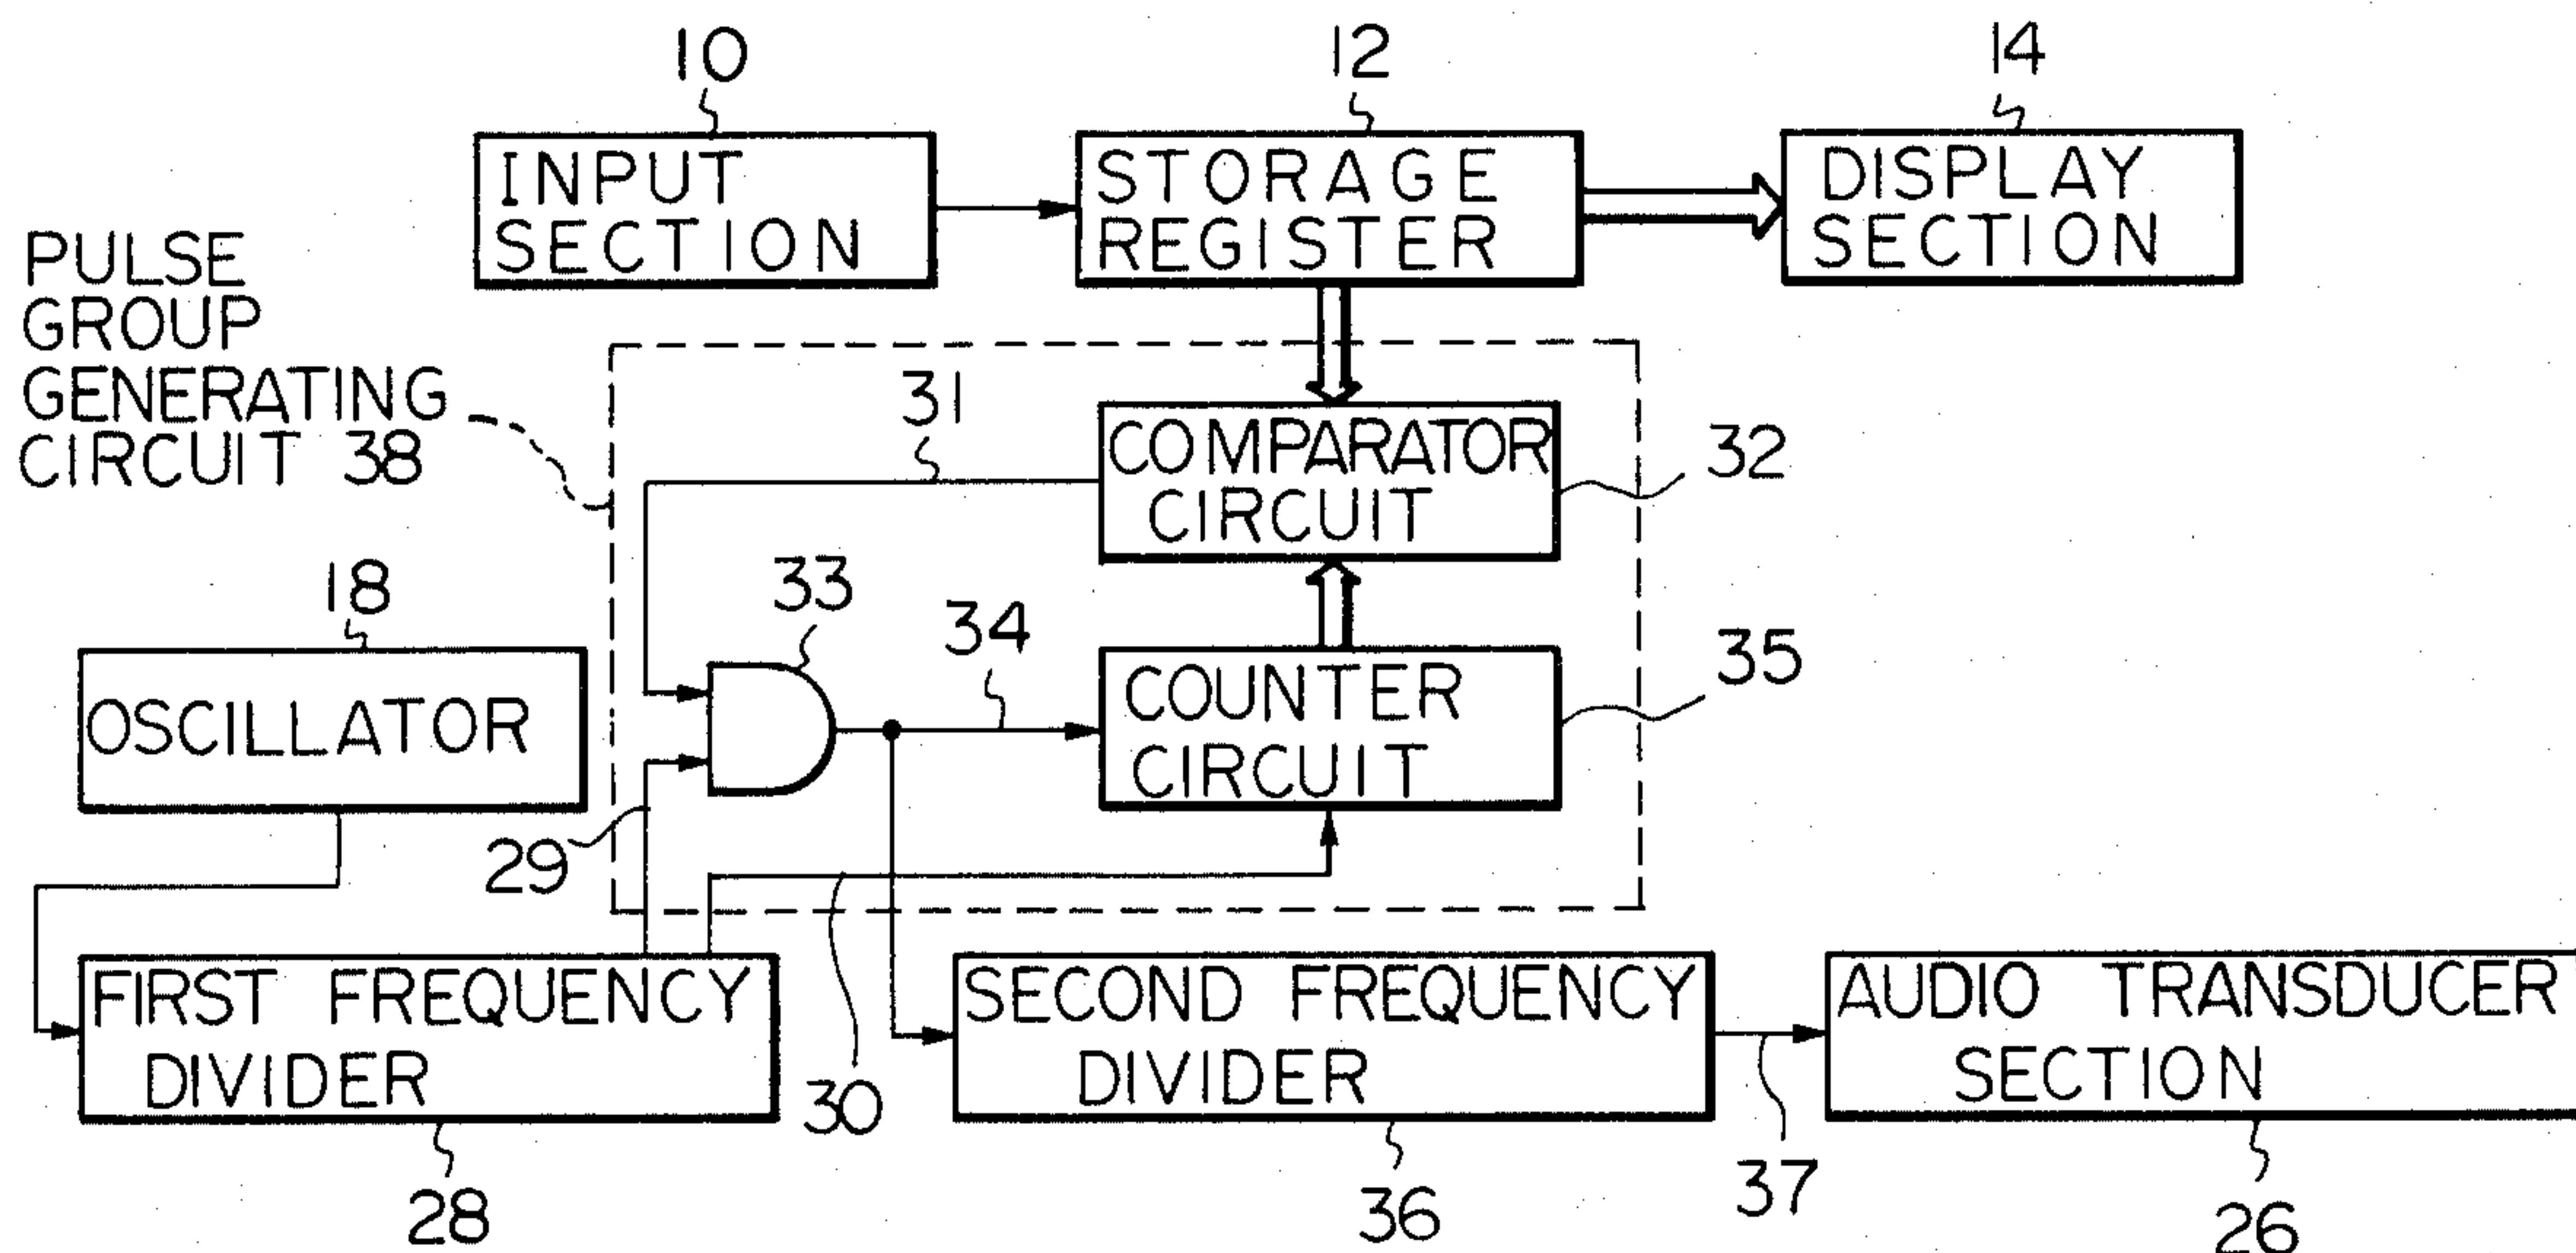 10
12
14
INPUT
SECTION
STORAGE
REGISTER
DISPLAY
SECTION
PULSE
GROUP
GENERATING
CIRCUIT 38
31
COMPARATOR
CIRCUIT
32
18
33
34
35
OSCILLATOR
COUNTER
CIRCUIT
29
FIRST FREQUENCY
DIVIDER
30
SECOND FREQUENCY
DIVIDER
AUDIO TRANSDUCER
SECTION
28
36
37
26